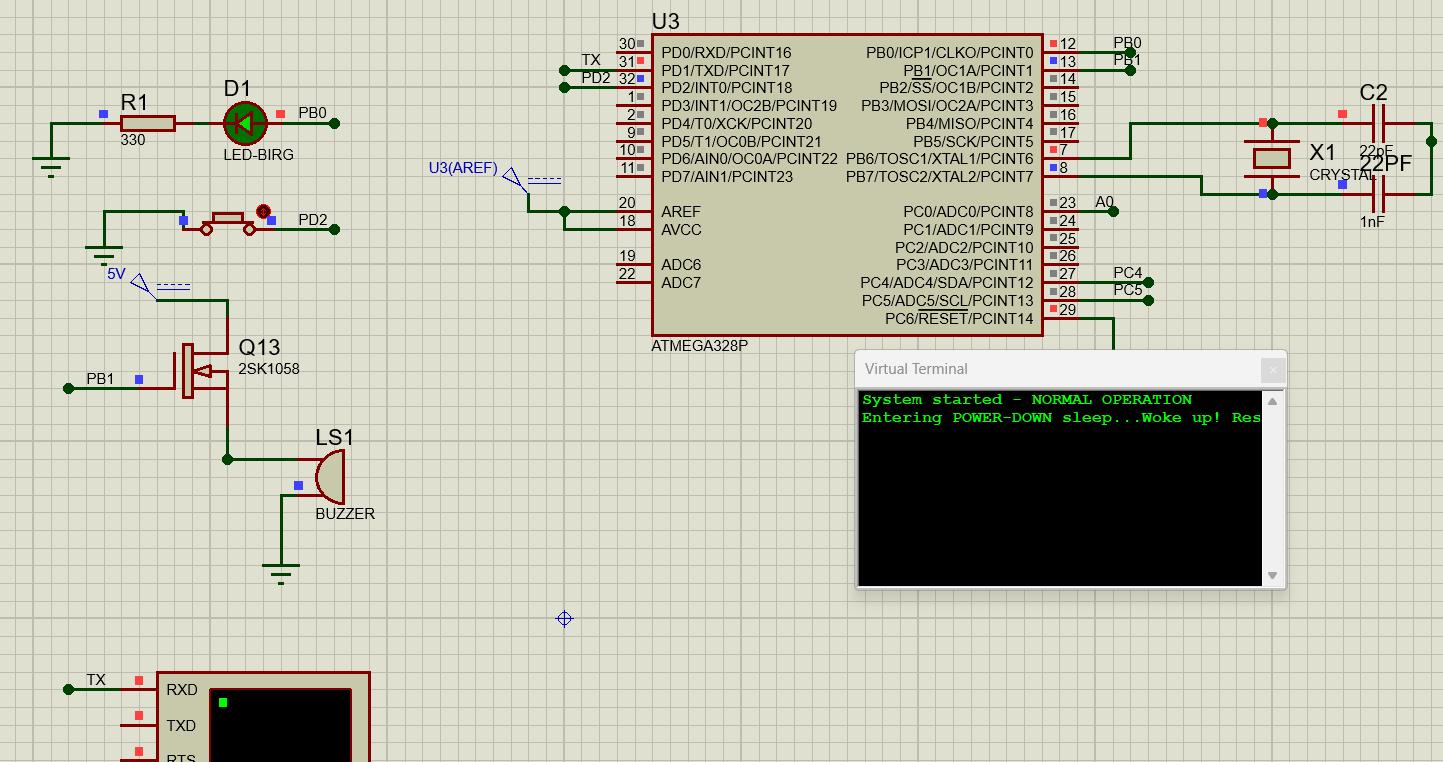 U3
30 PD0/RXD/PCINT16 PB0/ICP1/CLKO/PCINT0 12 PB0
TX 31 PD1/TXD/PCINT17 PB1/OC1A/PCINT1 13 PB1
PD2 32 PD2/INT0/PCINT18 PB2/SS/OC1B/PCINT2 14
1 PD3/INT1/OC2B/PCINT19 PB3/MOSI/OC2A/PCINT3 15
2 PD4/T0/XCK/PCINT20 PB4/MISO/PCINT4 16
9 PD5/T1/OC0B/PCINT21 PB5/SCK/PCINT5 17
10 PD6/AIN0/OC0A/PCINT22 PB6/TOSC1/XTAL1/PCINT6 7
11 PD7/AIN1/PCINT23 PB7/TOSC2/XTAL2/PCINT7 8
20 AREF PC0/ADC0/PCINT8 23 A0
18 AVCC PC1/ADC1/PCINT9 24
PC2/ADC2/PCINT10 25
19 ADC6 PC3/ADC3/PCINT11 26
22 ADC7 PC4/ADC4/SDA/PCINT12 27 PC4
PC5/ADC5/SCL/PCINT13 28 PC5
PC6/RESET/PCINT14 29
ATMEGA328P
U3(AREF)
D1
R1
330
PB0
LED-BIRG
PD2
5V
Q13
2SK1058
PB1
LS1
BUZZER
C2
22pF
X1
CRYSTAL
22PF
1nF
Virtual Terminal
System started - NORMAL OPERATION
Entering POWER-DOWN sleep...Woke up! Res
TX
RXD
TXD
RTS